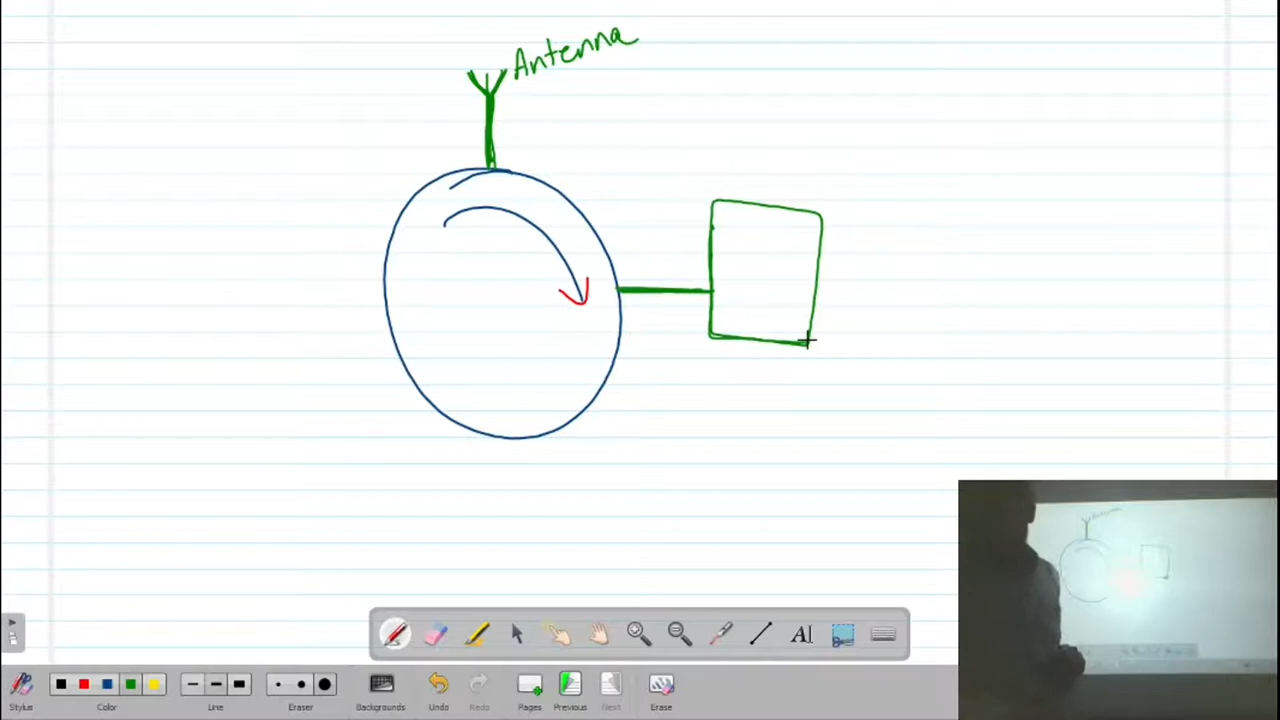 Antenna
Stylus
Color
Line
Eraser
Backgrounds
Undo
Redo
Pages
Previous
Next
Erase